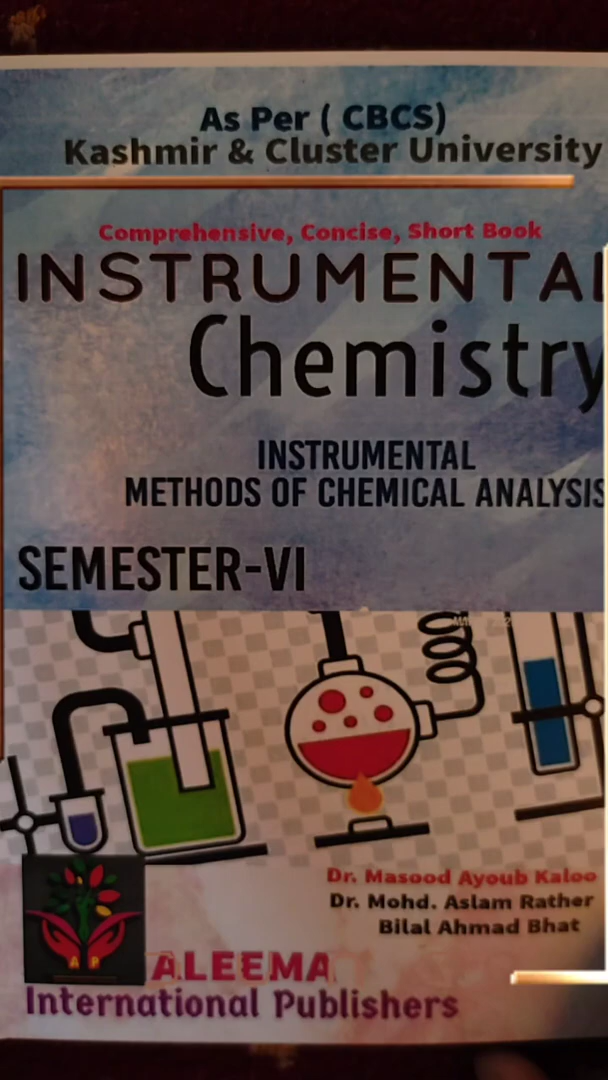 As Per ( CBCS)
Kashmir & Cluster University
Comprehensive, Concise, Short Book
INSTRUMENTAL
Chemistry
INSTRUMENTAL
METHODS OF CHEMICAL ANALYSIS
SEMESTER-VI
Dr. Masood Ayoub Kaloo
Dr. Mohd. Aslam Rather
Bilal Ahmad Bhat
A P
ALEEMA
International Publishers